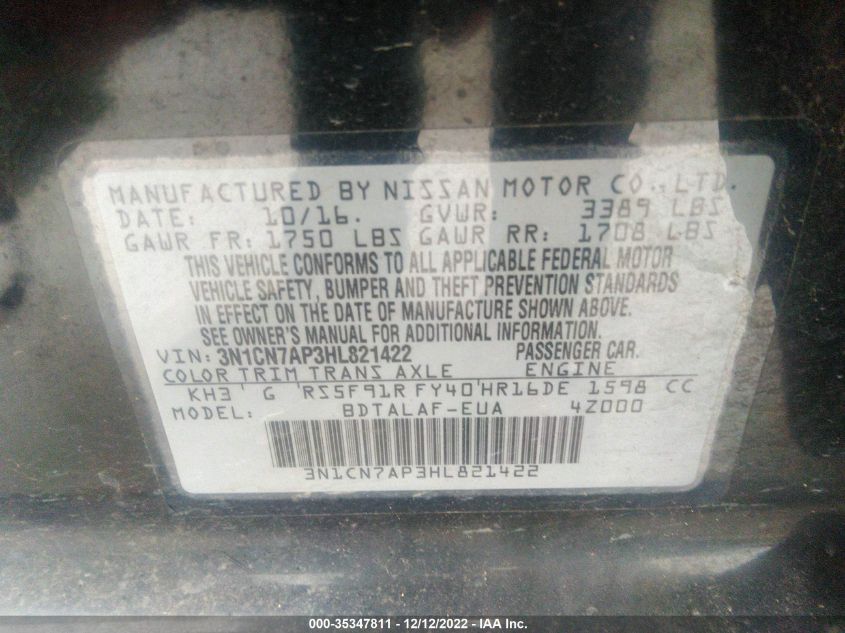 MANUFACTURED BY NISSAN MOTOR CO., LTD.
DATE: 10/16. GVWR: 3389 LBS
GAWR FR: 1750 LBS GAWR RR: 1708 LBS
THIS VEHICLE CONFORMS TO ALL APPLICABLE FEDERAL MOTOR
VEHICLE SAFETY, BUMPER AND THEFT PREVENTION STANDARDS
IN EFFECT ON THE DATE OF MANUFACTURE SHOWN ABOVE.
SEE OWNER'S MANUAL FOR ADDITIONAL INFORMATION.
VIN: 3N1CN7AP3HL821422 PASSENGER CAR.
COLOR TRIM TRANS AXLE ENGINE
KH3 G RS5F91R FY40 HR16DE 1598 CC
MODEL: BDTALAF-EUA 4Z000
3N1CN7AP3HL821422
000-35347811 - 12/12/2022 - IAA Inc.